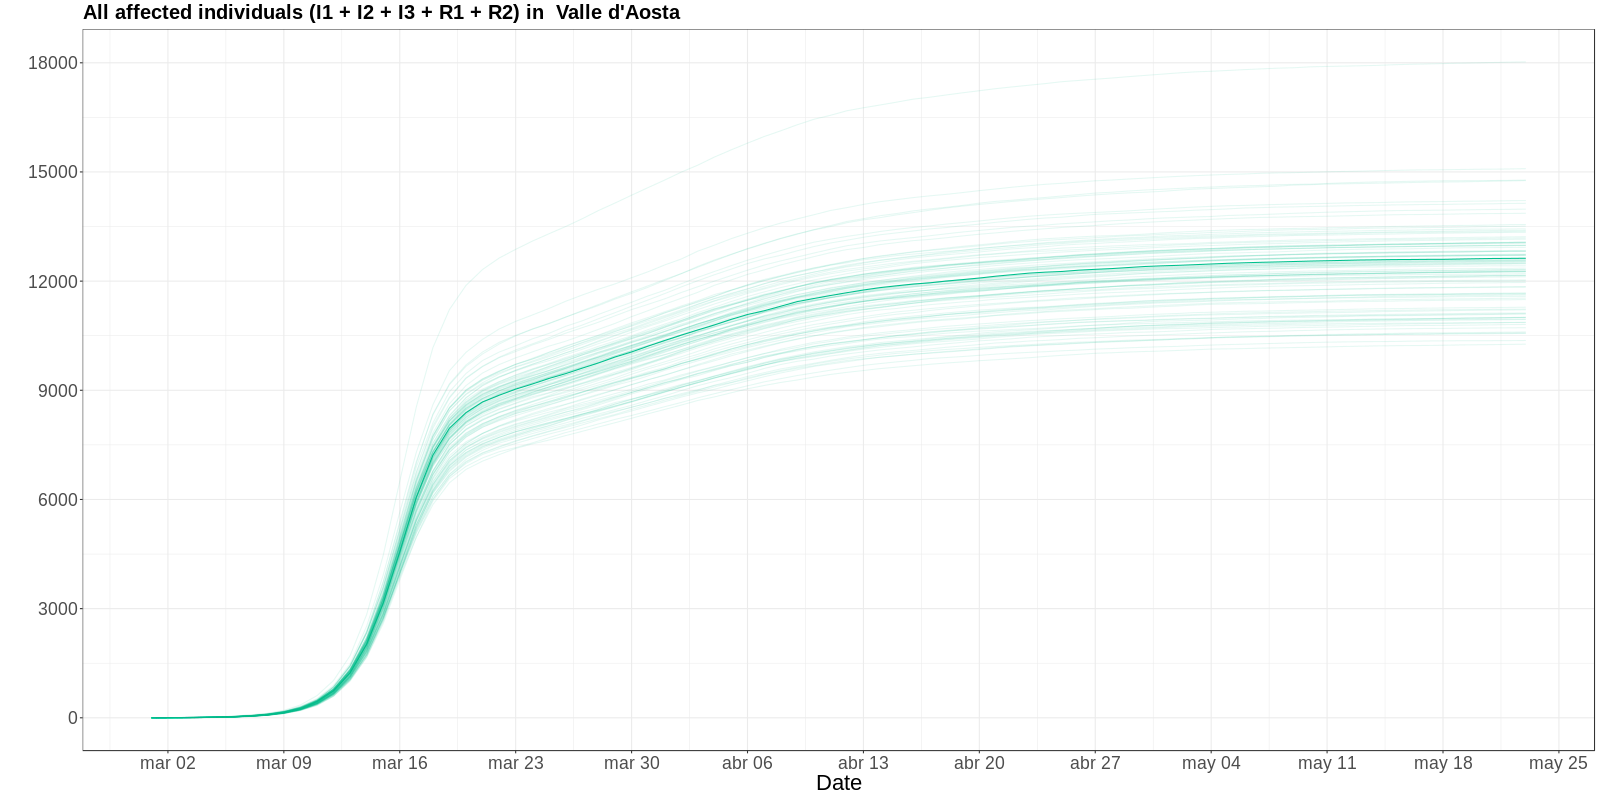 All affected individuals (I1 + I2 + I3 + R1 + R2) in  Valle d'Aosta
18000
15000
12000
9000
6000
3000
0
mar 02 mar 09 mar 16 mar 23 mar 30 abr 06 abr 13 abr 20 abr 27 may 04 may 11 may 18 may 25
Date